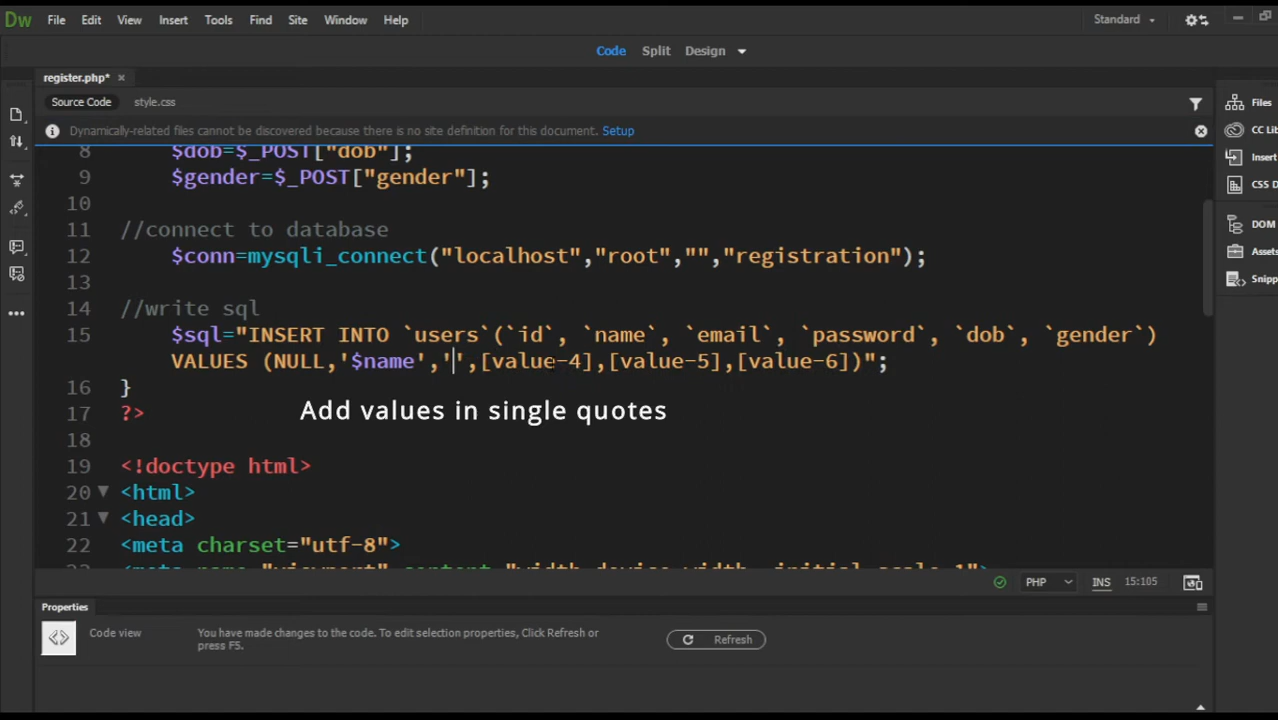 Dw File Edit View Insert Tools Find Site Window Help Standard
Code Split Design
register.php* ×
Source Code style.css
Dynamically-related files cannot be discovered because there is no site definition for this document. Setup
Files
CC Lib
Insert
CSS D
DOM
Assets
Snipp
8 $dob=$_POST["dob"];
9 $gender=$_POST["gender"];
10
11 //connect to database
12 $conn=mysqli_connect("localhost","root","","registration");
13
14 //write sql
15 $sql="INSERT INTO `users`(`id`, `name`, `email`, `password`, `dob`, `gender`)
VALUES (NULL,'$name','',[value-4],[value-5],[value-6])";
16 }
17 ?>
Add values in single quotes
18
19 <!doctype html>
20 <html>
21 <head>
22 <meta charset="utf-8">
23 <meta name="viewport" content="width=device-width, initial-scale=1">
PHP INS 15:105
Properties
Code view
You have made changes to the code. To edit selection properties, Click Refresh or
press F5.
Refresh